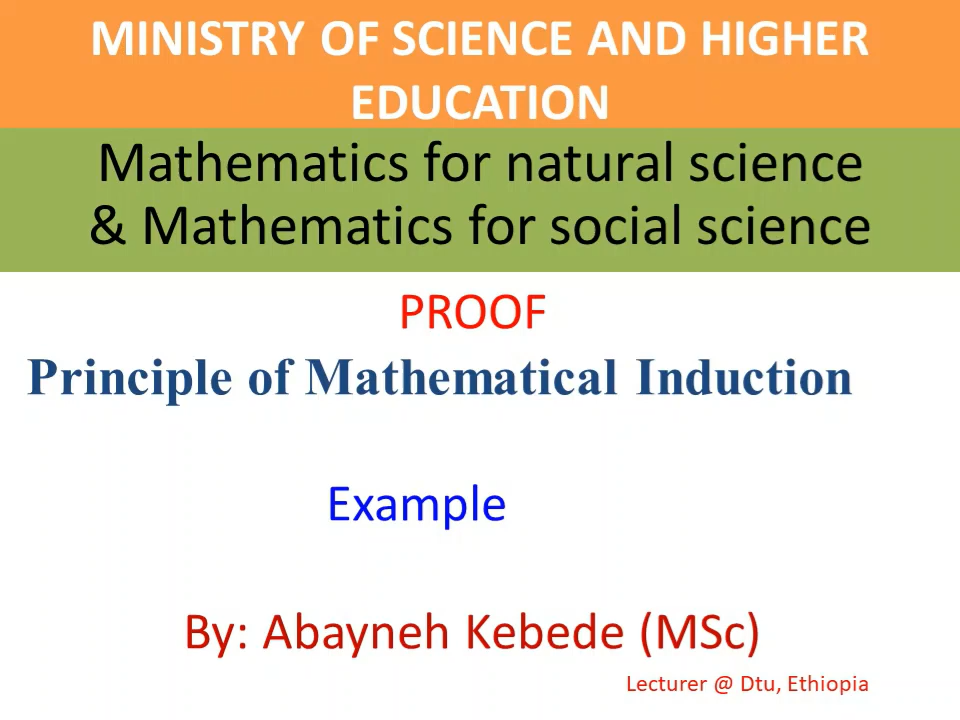 MINISTRY OF SCIENCE AND HIGHER
EDUCATION
Mathematics for natural science
& Mathematics for social science
PROOF
Principle of Mathematical Induction
Example
By: Abayneh Kebede (MSc)
Lecturer @ Dtu, Ethiopia